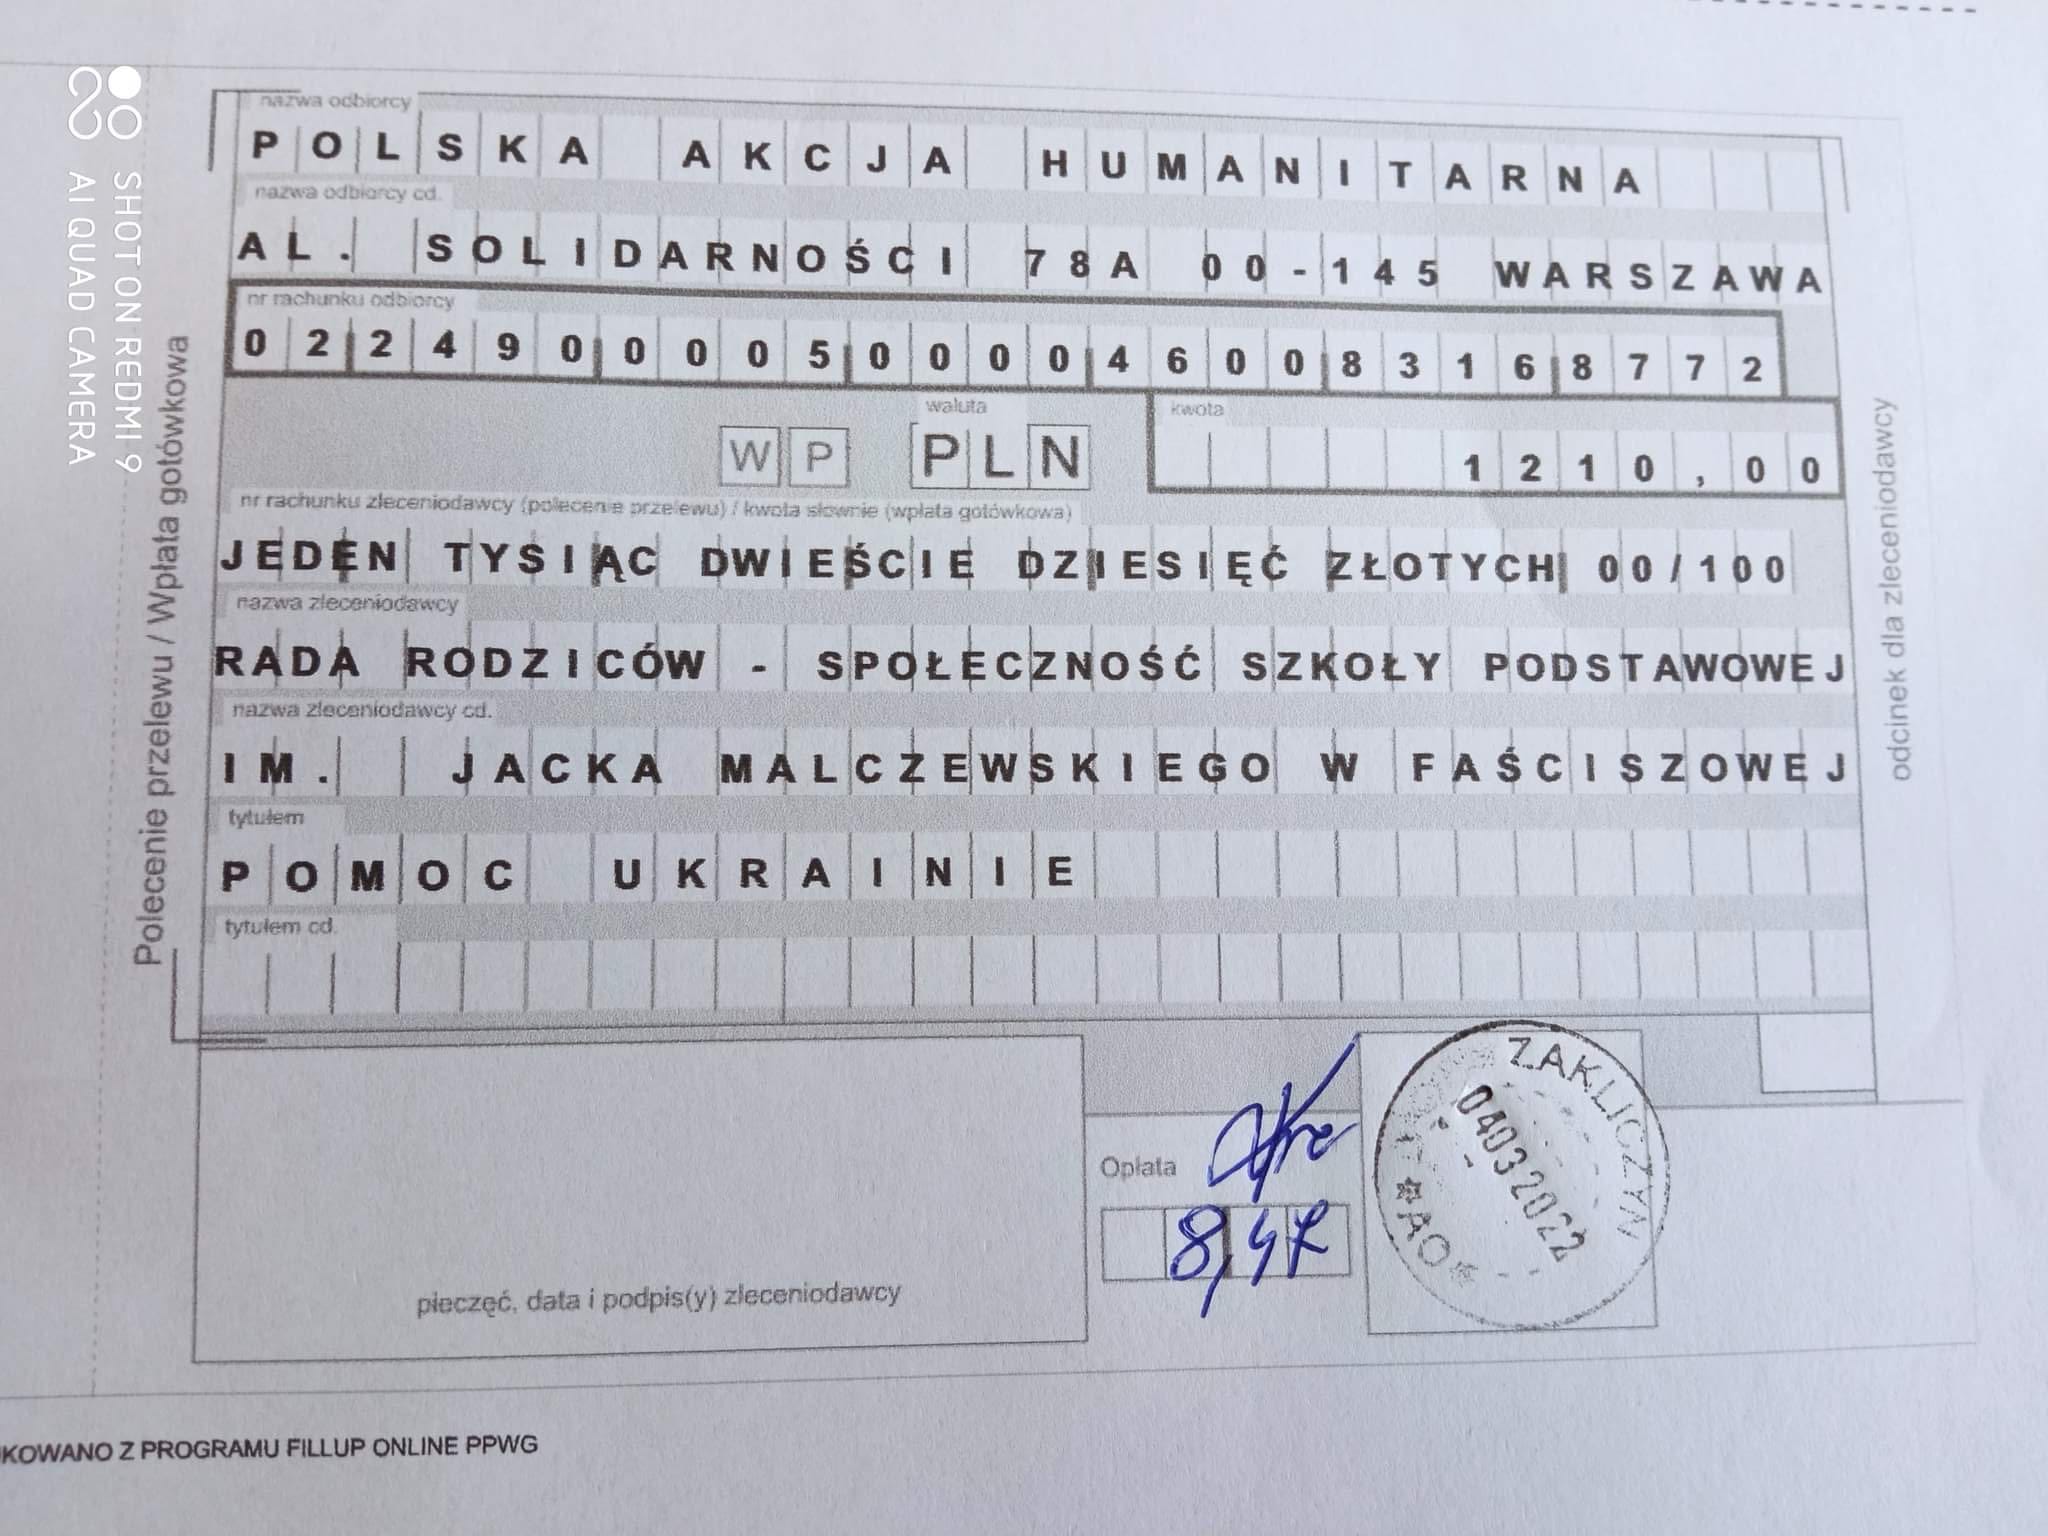 nazwa odbiorcy
POLSKA AKCJA HUMANITARNA
nazwa odbiorcy cd.
AL. SOLIDARNOŚCI 78A 00-145 WARSZAWA
nr rachunku odbiorcy
02249000050000460083168772
waluta
kwota
WP PLN 1210,00
nr rachunku zleceniodawcy (polecenie przelewu) / kwota słownie (wpłata gotówkowa)
JEDEN TYSIĄC DWIEŚCIE DZIESIĘĆ ZŁOTYCH 00/100
nazwa zleceniodawcy
RADA RODZICÓW - SPOŁECZNOŚĆ SZKOŁY PODSTAWOWEJ
nazwa zleceniodawcy cd.
IM. JACKA MALCZEWSKIEGO W FAŚCISZOWEJ
tytułem
POMOC UKRAINIE
tytułem cd.
Opłata
8,47
pieczęć, data i podpis(y) zleceniodawcy
ZAKLICZYN
04032022
AO
Polecenie przelewu / Wpłata gotówkowa
odcinek dla zleceniodawcy
KOWANO Z PROGRAMU FILLUP ONLINE PPWG
SHOT ON REDMI 9
AI QUAD CAMERA